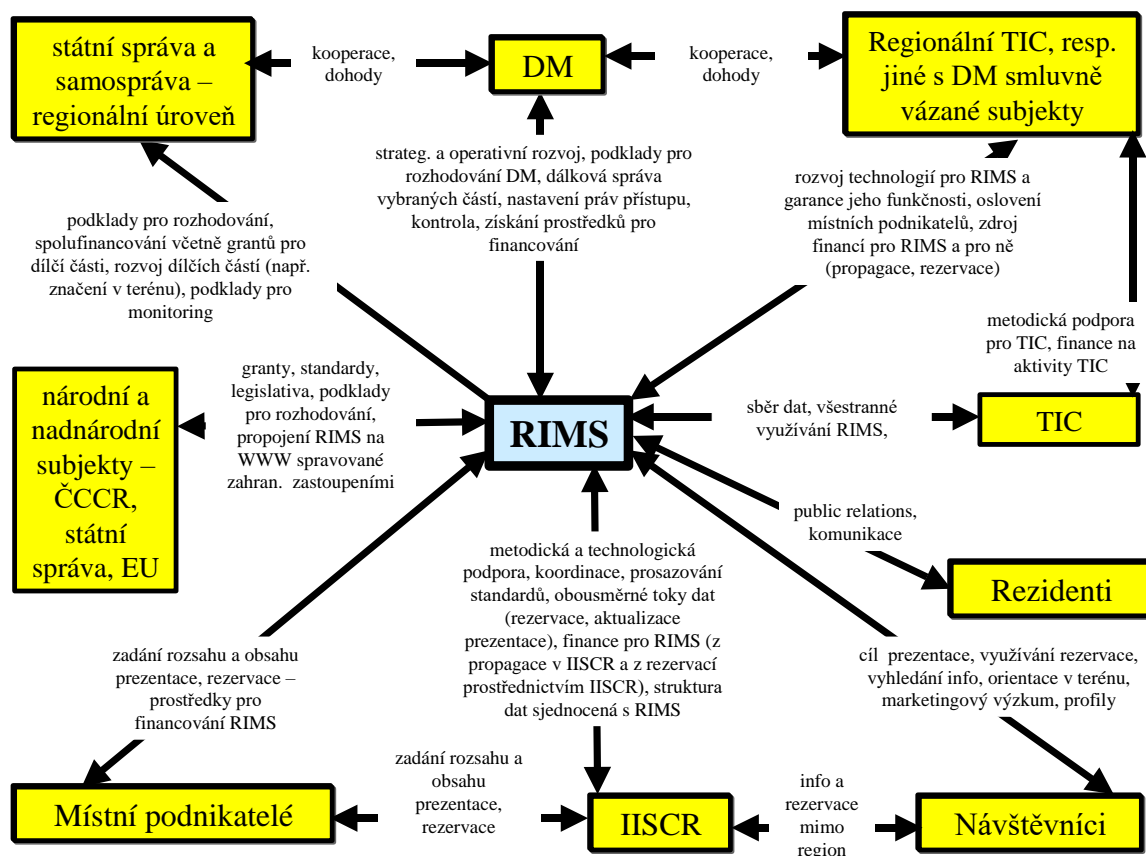 státní správa a
samospráva –
regionální úroveň
kooperace,
dohody
DM
kooperace,
dohody
Regionální TIC, resp.
jiné s DM smluvně
vázané subjekty
strateg. a operativní rozvoj, podklady pro
rozhodování DM, dálková správa
vybraných částí, nastavení práv přístupu,
kontrola, získání prostředků pro
financování
rozvoj technologií pro RIMS a
garance jeho funkčnosti, oslovení
místních podnikatelů, zdroj
financí pro RIMS a pro ně
(propagace, rezervace)
podklady pro rozhodování,
spolufinancování včetně grantů pro
dílčí části, rozvoj dílčích částí (např.
značení v terénu), podklady pro
monitoring
metodická podpora
pro TIC, finance na
aktivity TIC
národní a
nadnárodní
subjekty –
ČCCR,
státní
správa, EU
granty, standardy,
legislativa, podklady
pro rozhodování,
propojení RIMS na
WWW spravované
zahran. zastoupeními
RIMS
sběr dat, všestranné
využívání RIMS,
TIC
public relations,
komunikace
Rezidenti
metodická a technologická
podpora, koordinace, prosazování
standardů, obousměrné toky dat
(rezervace, aktualizace
prezentace), finance pro RIMS (z
propagace v IISCR a z rezervací
prostřednictvím IISCR), struktura
dat sjednocená s RIMS
zadání rozsahu a obsahu
prezentace, rezervace –
prostředky pro
financování RIMS
cíl prezentace, využívání rezervace,
vyhledání info, orientace v terénu,
marketingový výzkum, profily
Místní podnikatelé
zadání rozsahu a
obsahu
prezentace,
rezervace
IISCR
info a
rezervace
mimo
region
Návštěvníci